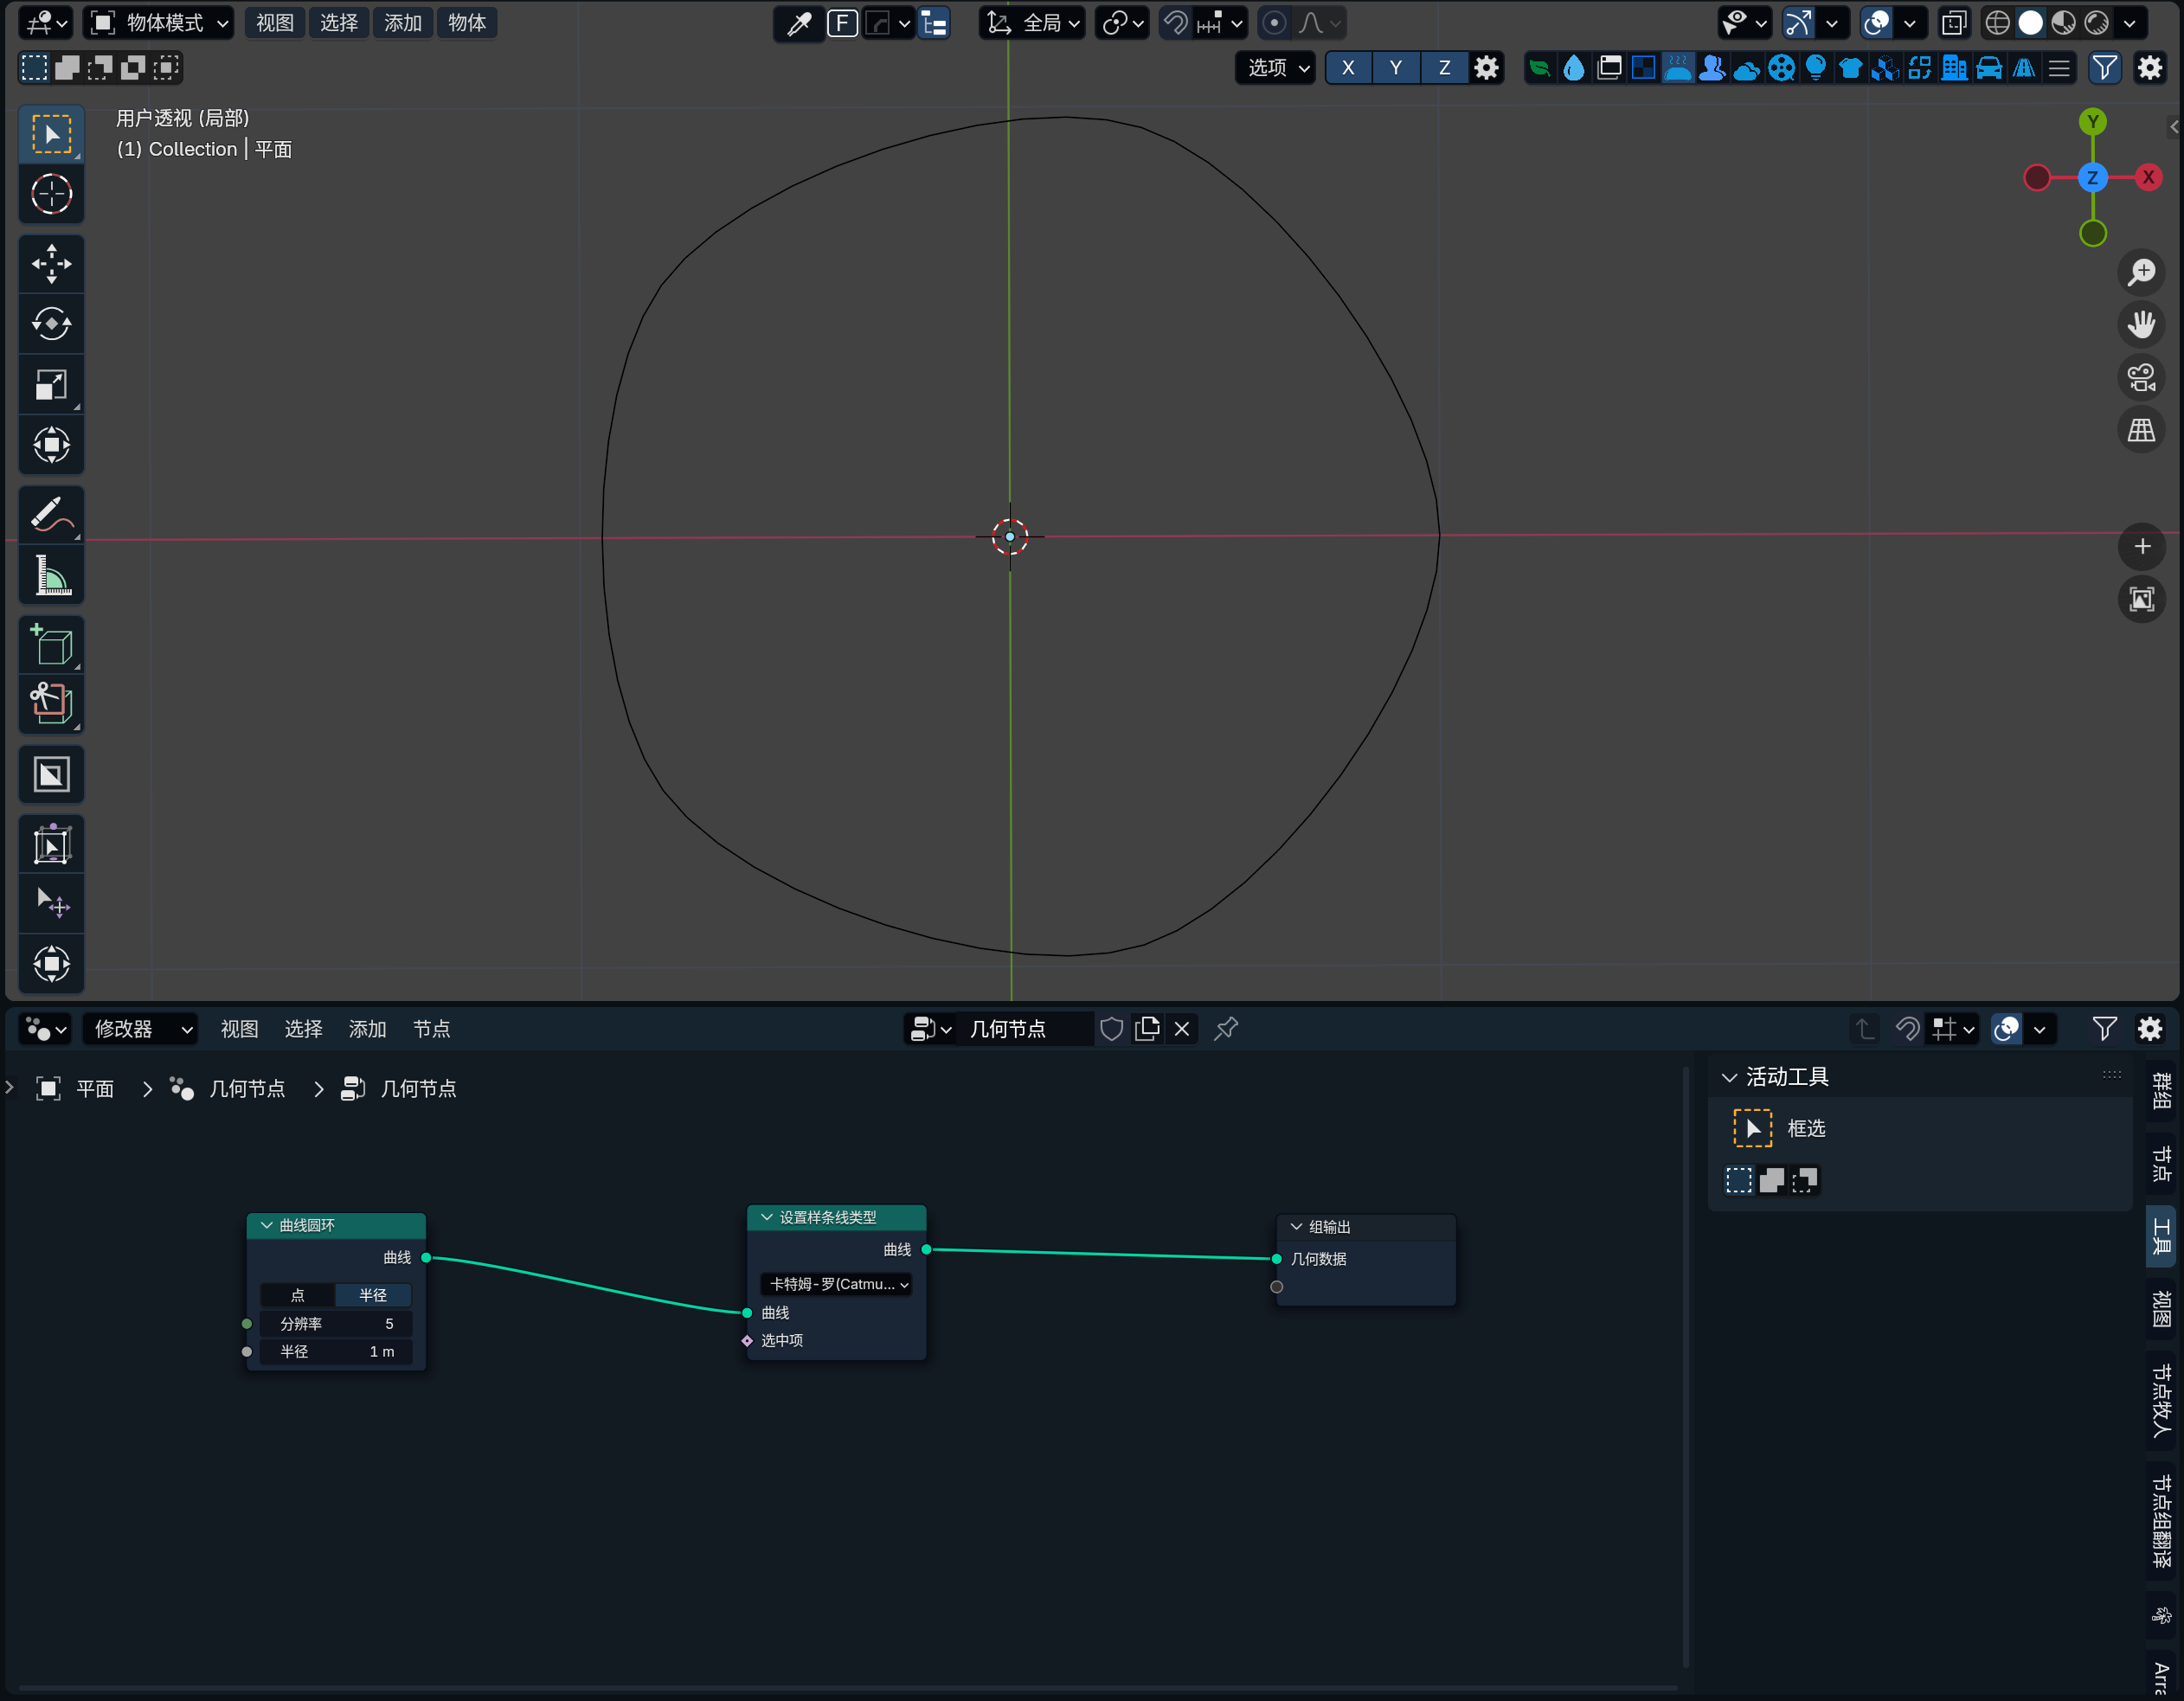 物体模式 视图 选择 添加 物体 F 全局
选项 X Y Z
用户透视 (局部)
(1) Collection | 平面
Y
Z X
修改器 视图 选择 添加 节点 几何节点
平面 几何节点 几何节点
活动工具
框选
曲线圆环
曲线
点 半径
分辨率 5
半径 1 m
设置样条线类型
曲线
卡特姆-罗(Catmu...
曲线
选中项
组输出
几何数据
群组
节点
工具
视图
节点牧人
节点组翻译
Arra